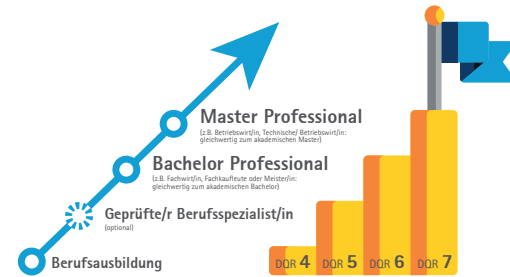 Master Professional
(z.B. Betriebswirt/in, Technische/ Betriebswirt/in:
gleichwertig zum akademischen Master)
Bachelor Professional
(z.B. Fachwirt/in, Fachkaufleute oder Meister/in:
gleichwertig zum akademischen Bachelor)
Geprüfte/r Berufsspezialist/in
(optional)
Berufsausbildung
DQR 4 DQR 5 DQR 6 DQR 7